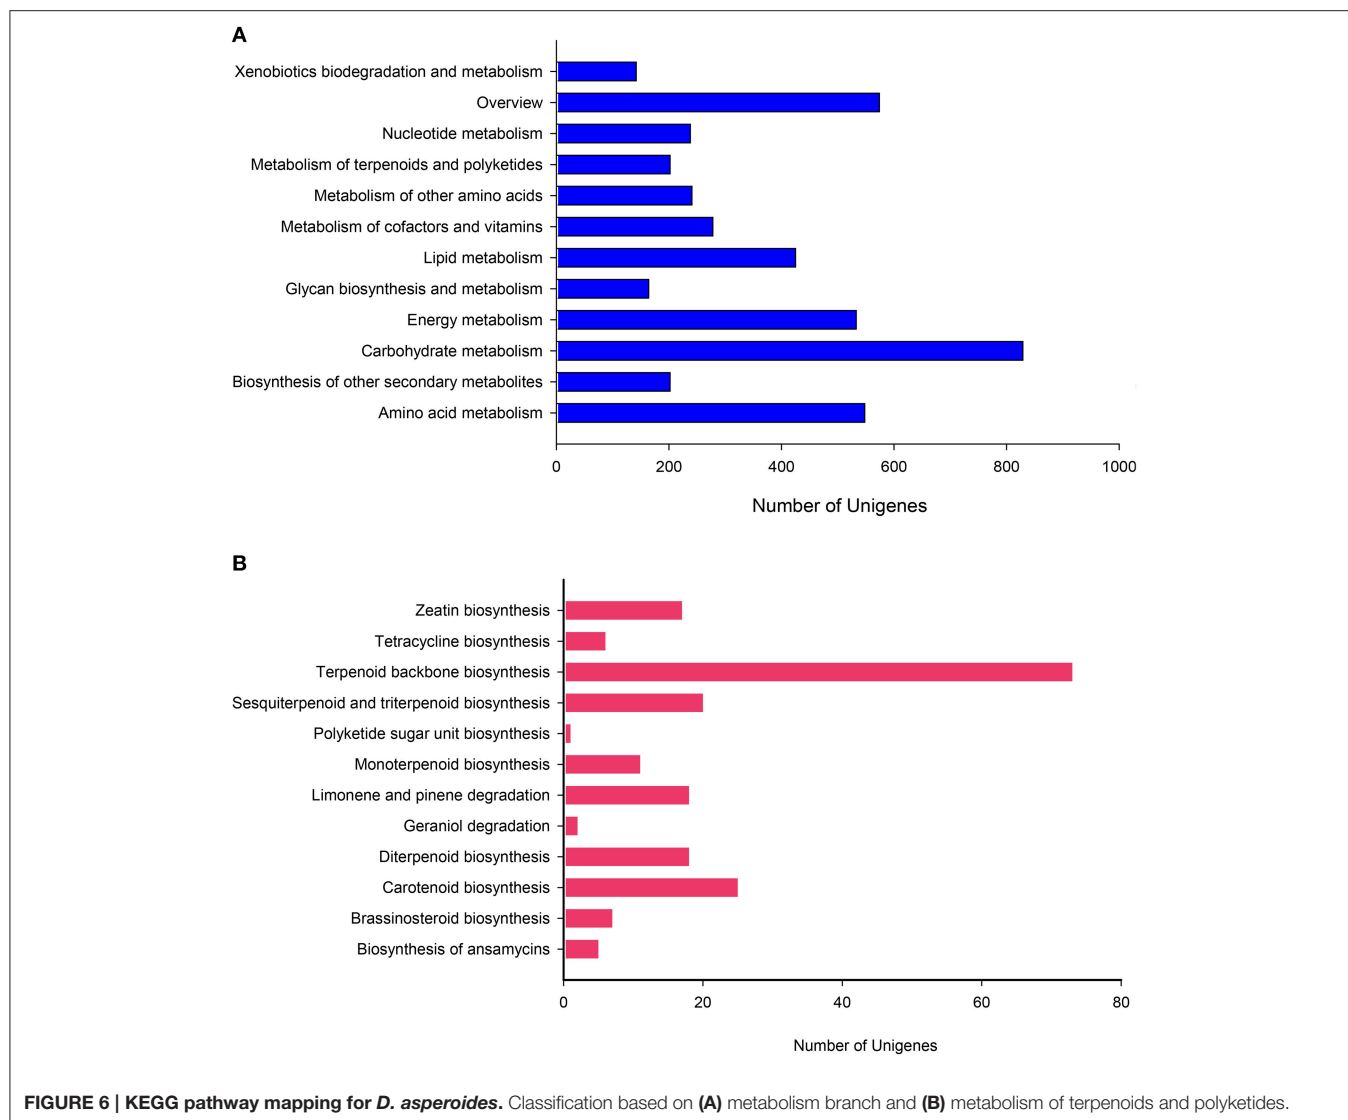 A
Xenobiotics biodegradation and metabolism
Overview
Nucleotide metabolism
Metabolism of terpenoids and polyketides
Metabolism of other amino acids
Metabolism of cofactors and vitamins
Lipid metabolism
Glycan biosynthesis and metabolism
Energy metabolism
Carbohydrate metabolism
Biosynthesis of other secondary metabolites
Amino acid metabolism
0 200 400 600 800 1000
Number of Unigenes
B
Zeatin biosynthesis
Tetracycline biosynthesis
Terpenoid backbone biosynthesis
Sesquiterpenoid and triterpenoid biosynthesis
Polyketide sugar unit biosynthesis
Monoterpenoid biosynthesis
Limonene and pinene degradation
Geraniol degradation
Diterpenoid biosynthesis
Carotenoid biosynthesis
Brassinosteroid biosynthesis
Biosynthesis of ansamycins
0 20 40 60 80
Number of Unigenes
FIGURE 6 | KEGG pathway mapping for D. asperoides. Classification based on (A) metabolism branch and (B) metabolism of terpenoids and polyketides.